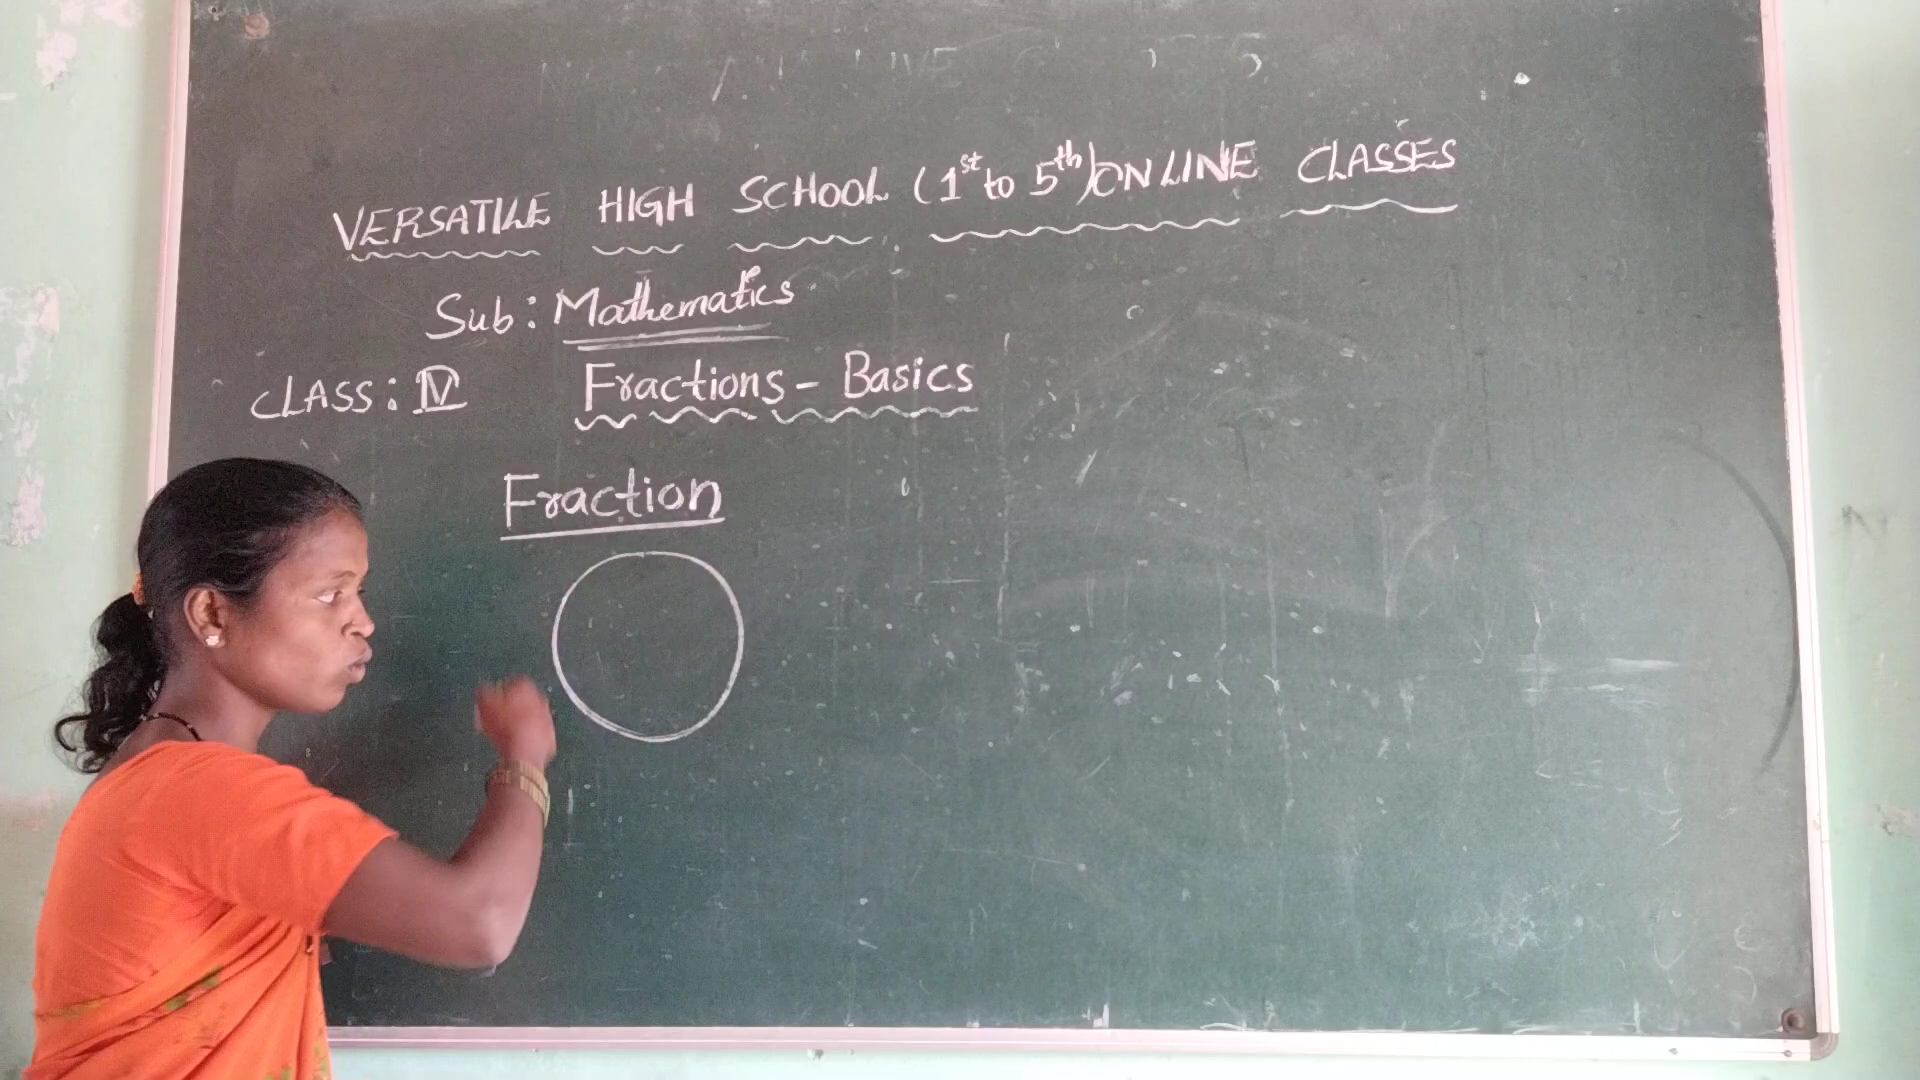 VERSATILE HIGH SCHOOL (1st to 5th) ONLINE CLASSES
Sub: Mathematics
CLASS: IV Fractions - Basics
Fraction